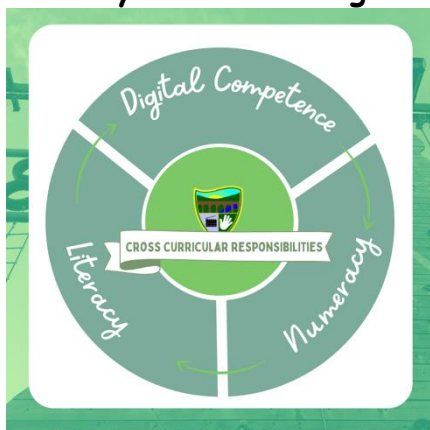 Digital Competence
CROSS CURRICULAR RESPONSIBILITIES
Literacy
Numeracy